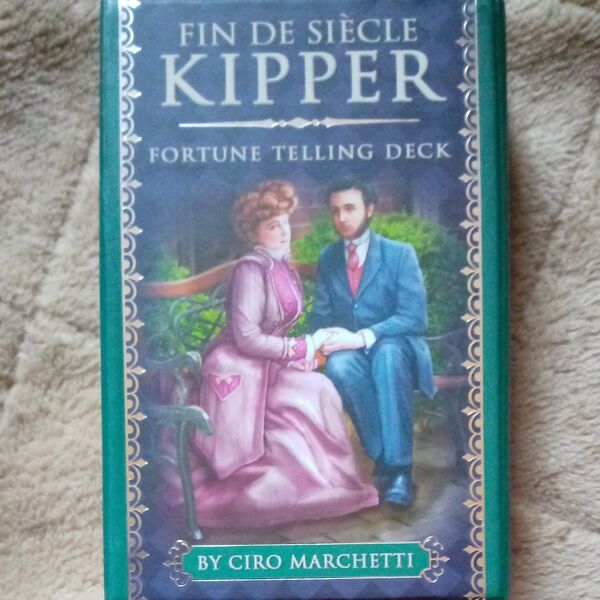 FIN DE SIÈCLE
KIPPER
FORTUNE TELLING DECK
BY CIRO MARCHETTI